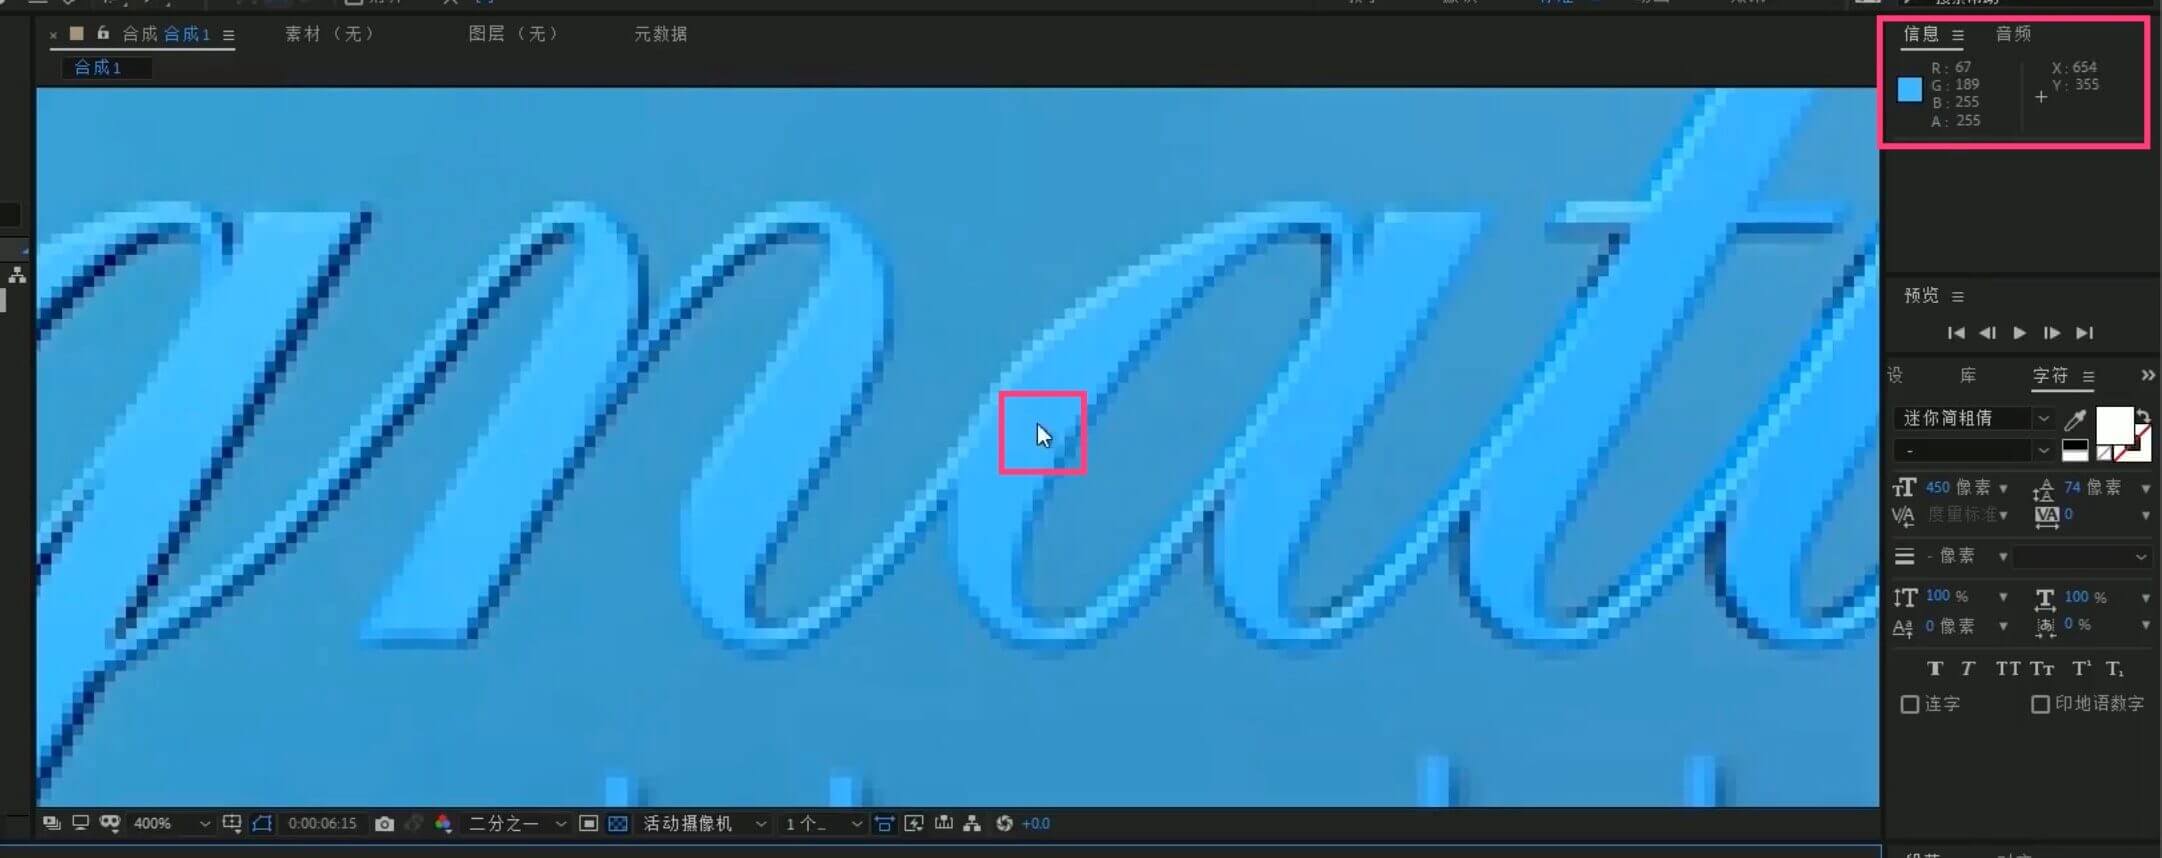 合成 合成1
素材 （无）
图层 （无）
元数据
合成1
信息
音频
R: 67
G: 189
B: 255
A: 255
X: 654
Y: 355
mat
预览
设
库
字符
迷你简粗倩
-
450 像素
74 像素
度量标准
0
- 像素
100 %
100 %
0 像素
0 %
T T TT Tт T¹ T₁
连字
印地语数字
400%
0:00:06:15
二分之一
活动摄像机
1 个_
+0.0